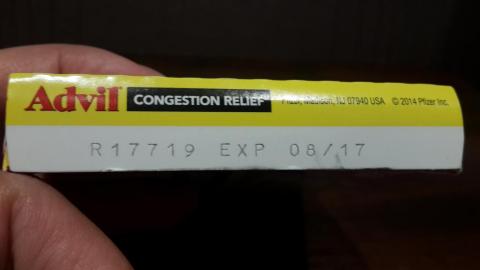 Advil CONGESTION RELIEF Pfizer, Madison, NJ 07940 USA © 2014 Pfizer Inc.
R17719 EXP 08/17